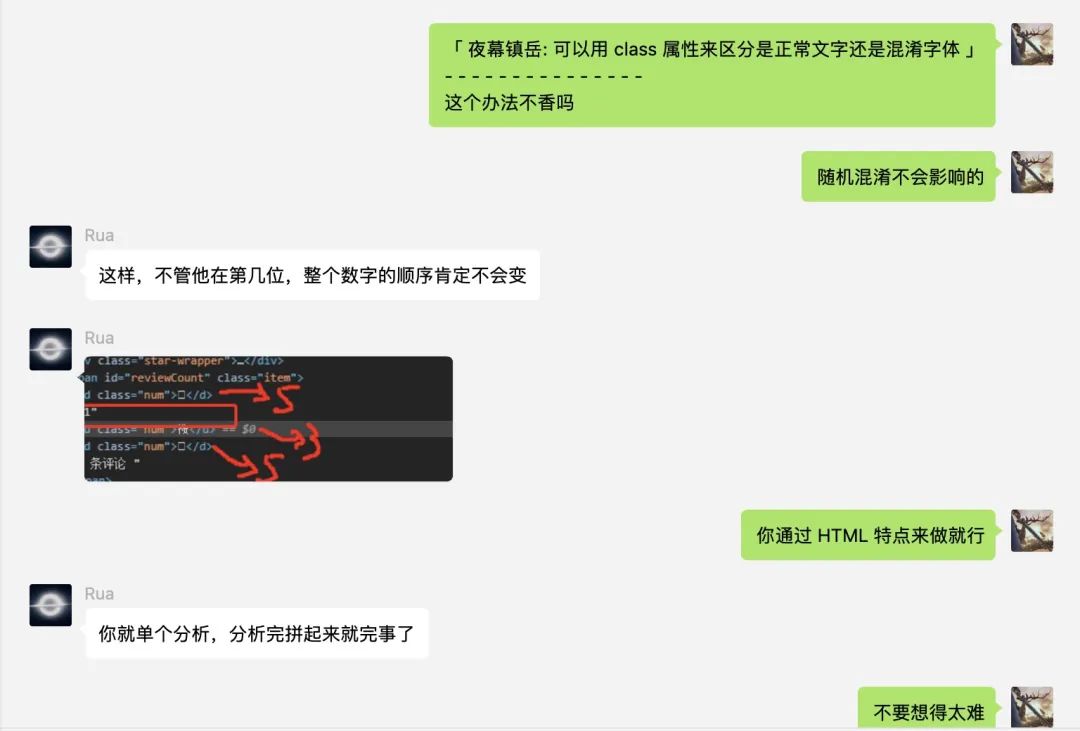 「 夜幕镇岳: 可以用 class 属性来区分是正常文字还是混淆字体 」
- - - - - - - - - - - - - - -
这个办法不香吗
随机混淆不会影响的
Rua
这样，不管他在第几位，整个数字的顺序肯定不会变
Rua
v class="star-wrapper">…</div>
an id="reviewCount" class="item">
d class="num">□</d> 5
1"
d class="num"> </d> == $0 3
d class="num">□</d> 5
条评论 "
pan>
你通过 HTML 特点来做就行
Rua
你就单个分析，分析完拼起来就完事了
不要想得太难